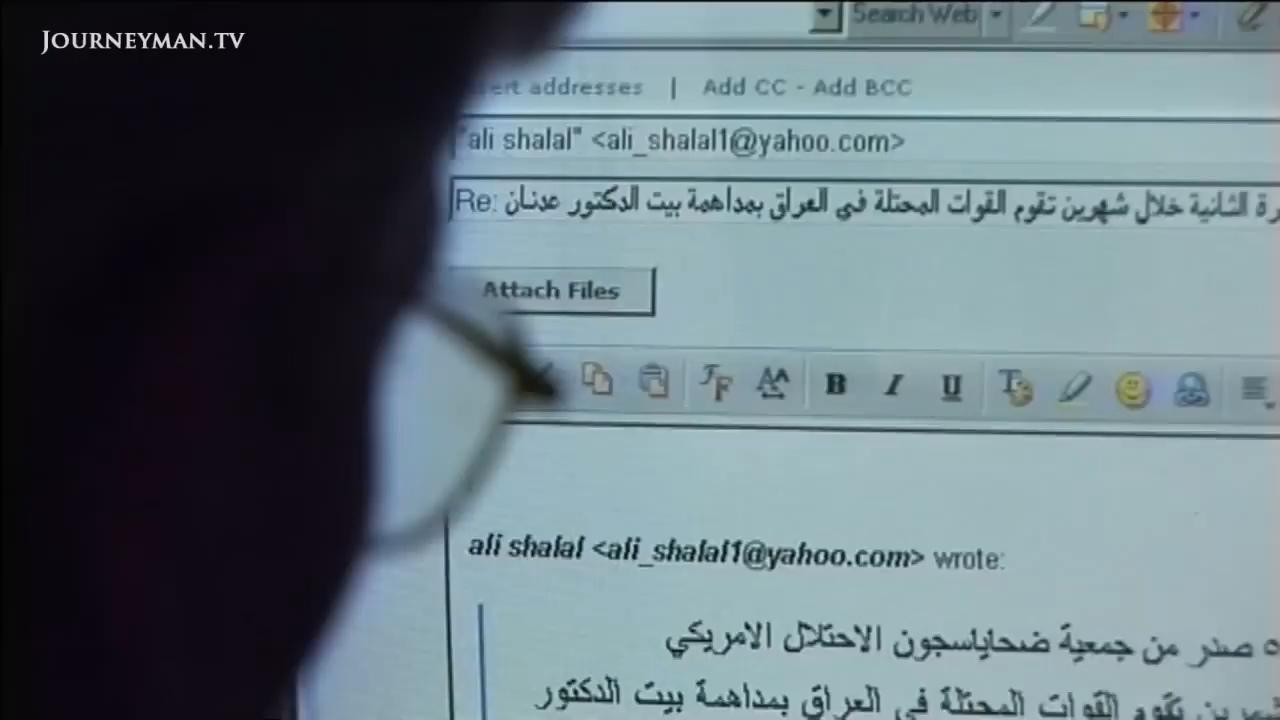 JOURNEYMAN.TV
Search Web
addresses | Add CC - Add BCC
"ali shalal" <ali_shalal1@yahoo.com>
Re: الثانية خلال شهرين تقوم القوات المحتلة في العراق بمداهمة بيت الدكتور عدنان
Attach Files
B I U
ali shalal <ali_shalal1@yahoo.com> wrote:
صدر من جمعية ضحاياسجون الاحتلال الامريكي
تقوم القوات المحتلة في العراق بمداهمة بيت الدكتور